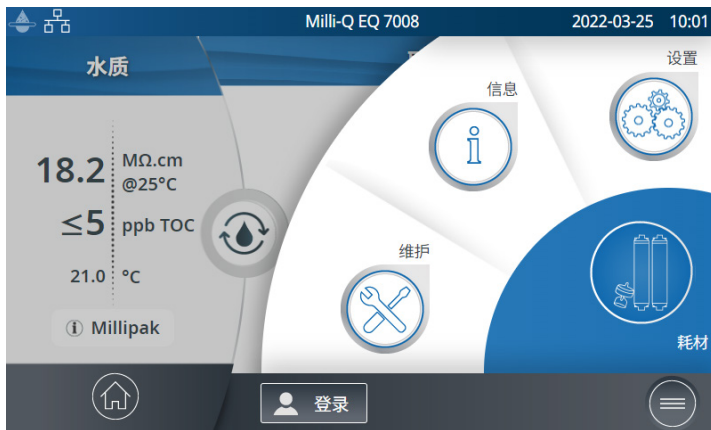 Milli-Q EQ 7008
2022-03-25 10:01
水质
18.2 MΩ.cm
@25°C
≤5 ppb TOC
21.0 °C
i Millipak
信息
i
设置
维护
耗材
登录